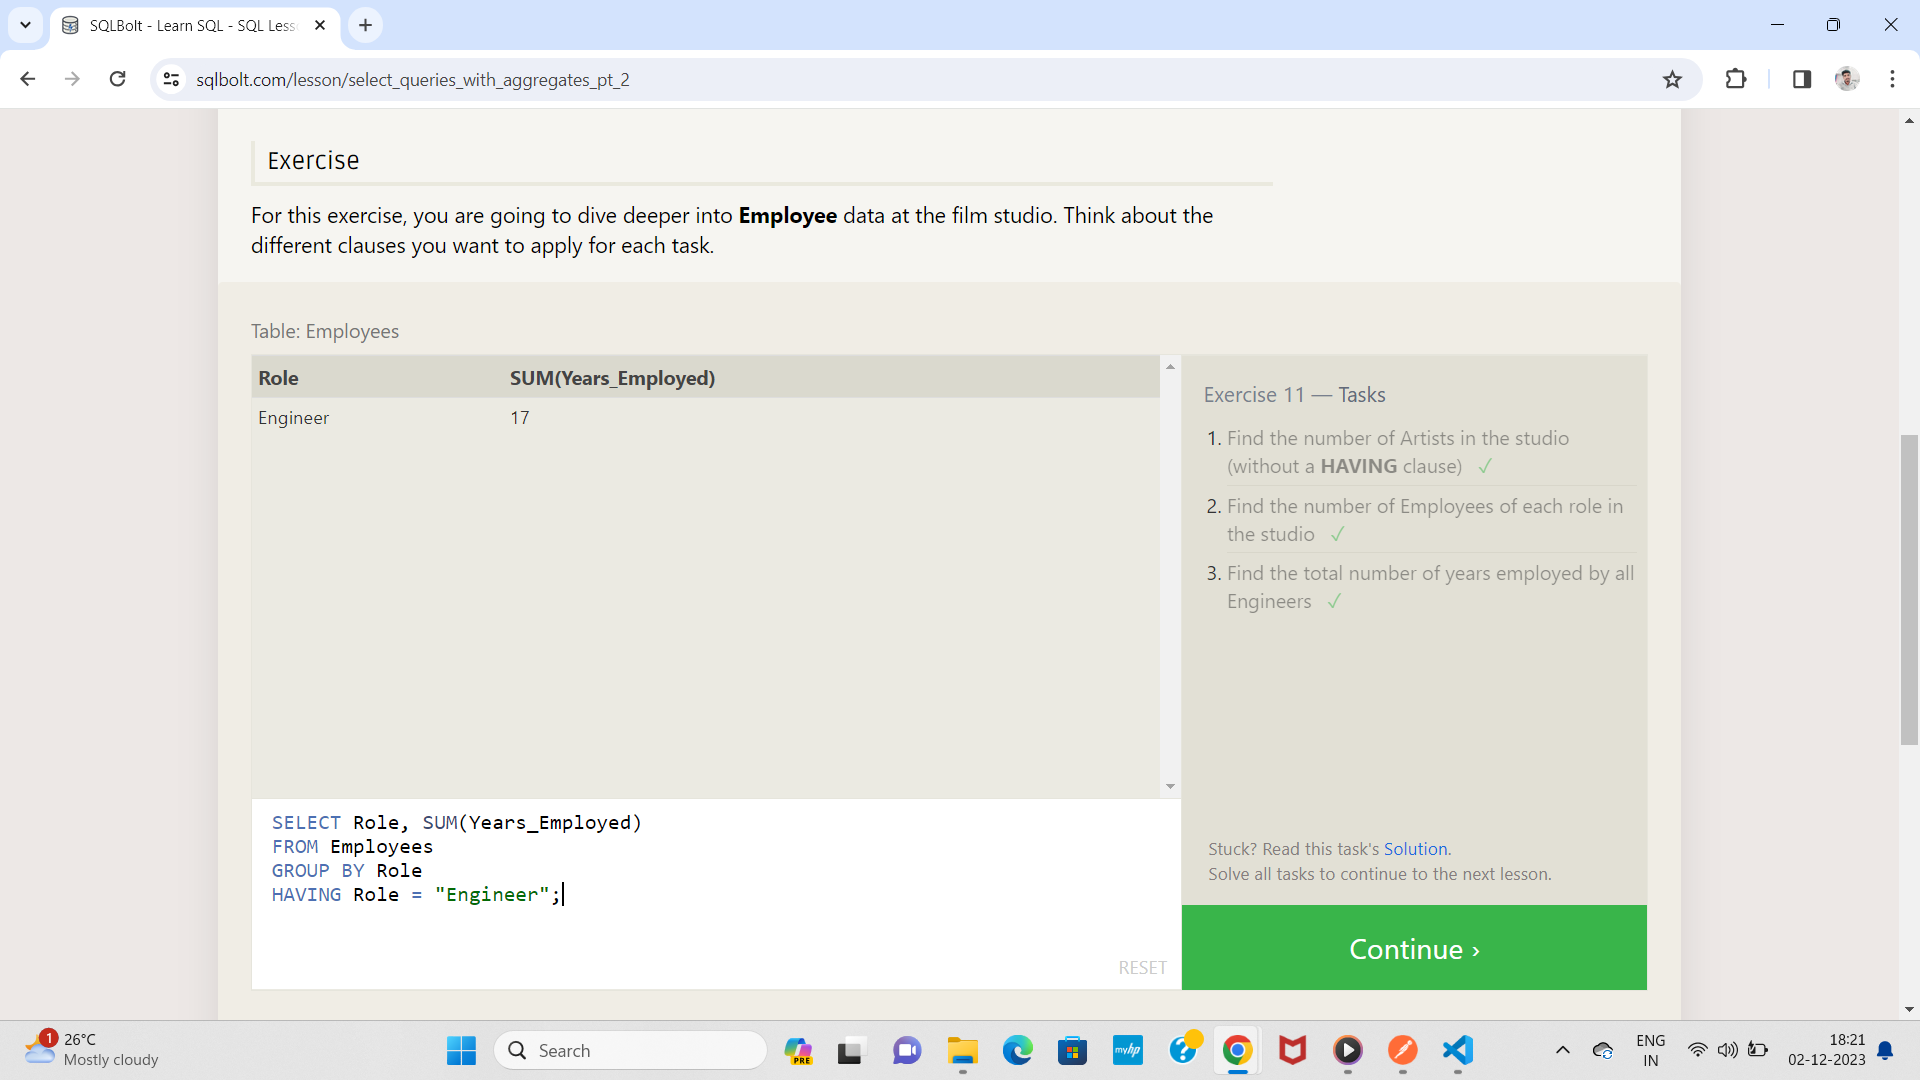 SQLBolt - Learn SQL - SQL Less
sqlbolt.com/lesson/select_queries_with_aggregates_pt_2
Exercise
For this exercise, you are going to dive deeper into Employee data at the film studio. Think about the
different clauses you want to apply for each task.
Table: Employees
Role SUM(Years_Employed)
Engineer 17
Exercise 11 — Tasks
1. Find the number of Artists in the studio
(without a HAVING clause) ✓
2. Find the number of Employees of each role in
the studio ✓
3. Find the total number of years employed by all
Engineers ✓
SELECT Role, SUM(Years_Employed)
FROM Employees
GROUP BY Role
HAVING Role = "Engineer";
RESET
Stuck? Read this task's Solution.
Solve all tasks to continue to the next lesson.
Continue ›
1
26°C
Mostly cloudy
Search
PRE
myhp
ENG
IN
18:21
02-12-2023